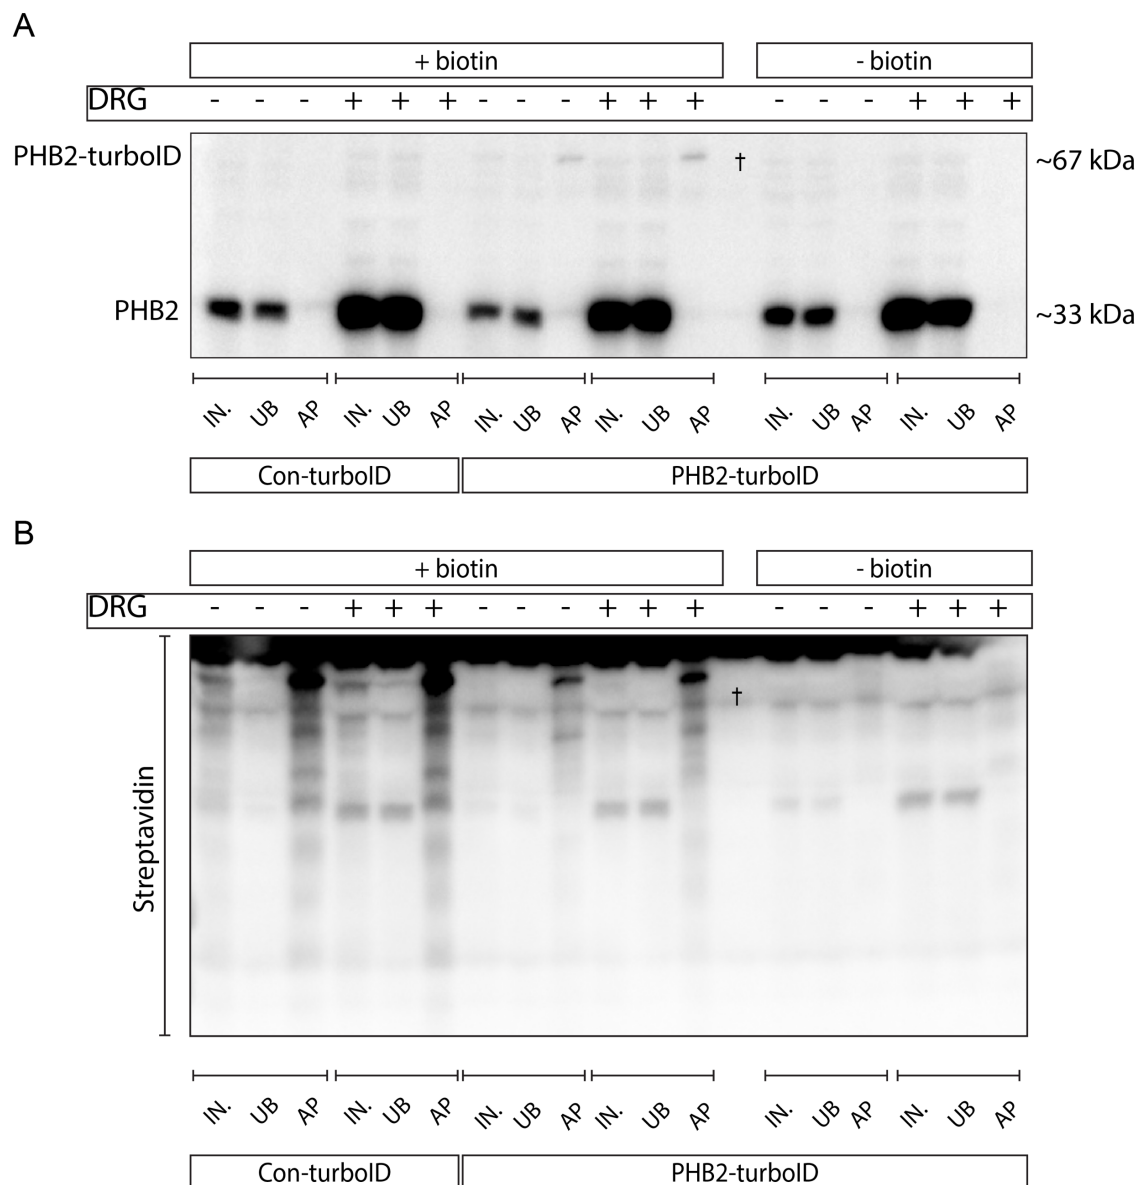 A
+ biotin - biotin
DRG - - - + + + - - - + + + - - - + + +
PHB2-turboID † ~67 kDa
PHB2 ~33 kDa
IN. UB AP IN. UB AP IN. UB AP IN. UB AP IN. UB AP IN. UB AP
Con-turboID PHB2-turboID
B
+ biotin - biotin
DRG - - - + + + - - - + + + - - - + + +
†
Streptavidin
IN. UB AP IN. UB AP IN. UB AP IN. UB AP IN. UB AP IN. UB AP
Con-turboID PHB2-turboID